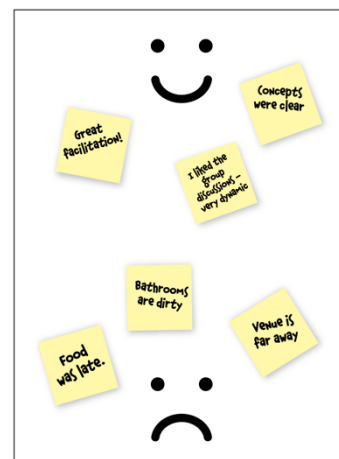 Concepts
were clear
Great
facilitation!
I liked the
group
discussions –
very dynamic
Bathrooms
are dirty
Venue is
far away
Food
was late.